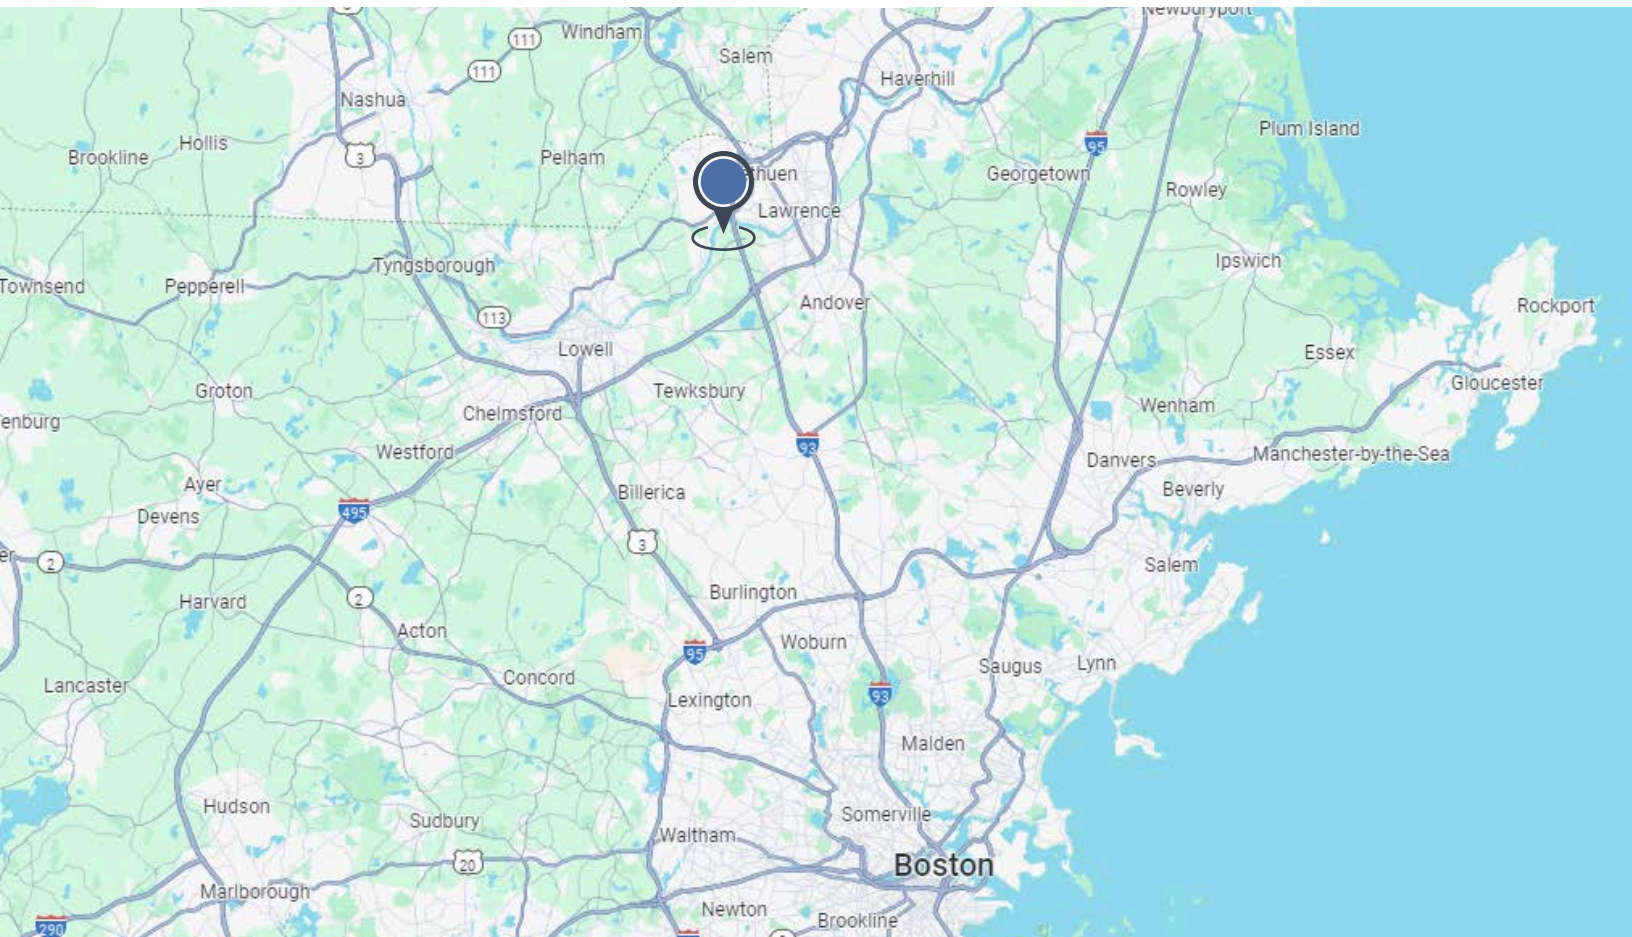 Newburyport
Windham
111
Salem
111
Haverhill
Nashua
Plum Island
Hollis
95
Brookline
3
Pelham
thuen
Georgetown
Rowley
Lawrence
Tyngsborough
Ipswich
Townsend
Pepperell
Andover
Rockport
113
Lowell
Essex
Groton
Tewksbury
Gloucester
Wenham
enburg
Chelmsford
93
Westford
Danvers
Manchester-by-the-Sea
Ayer
Billerica
Beverly
495
Devens
3
er
2
Salem
Burlington
Harvard
2
Acton
Woburn
95
Saugus
Lynn
Lancaster
Concord
93
Lexington
Malden
Hudson
Sudbury
Somerville
Waltham
20
Boston
Marlborough
Newton
Brookline
290